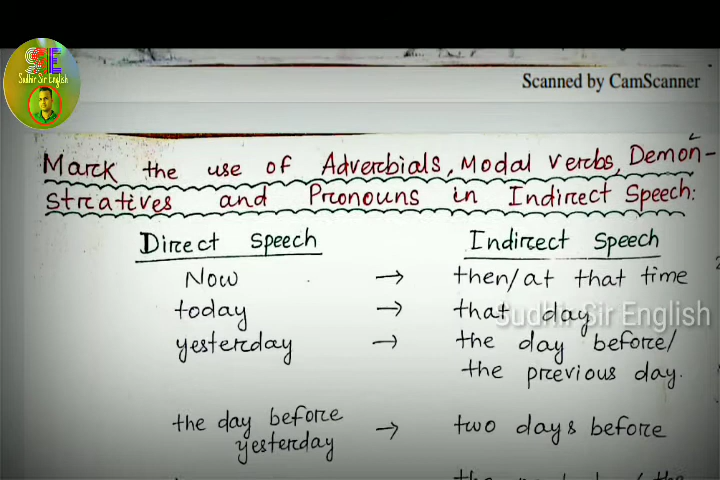 SE
Sudhir Sir English
Scanned by CamScanner
Mark the use of Adverbials, Modal verbs, Demon-
stratives and Pronouns in Indirect Speech:
Direct Speech Indirect Speech
Now → then/at that time
today → that day
Sudhir Sir English
yesterday → the day before/
the previous day.
the day before → two days before
yesterday